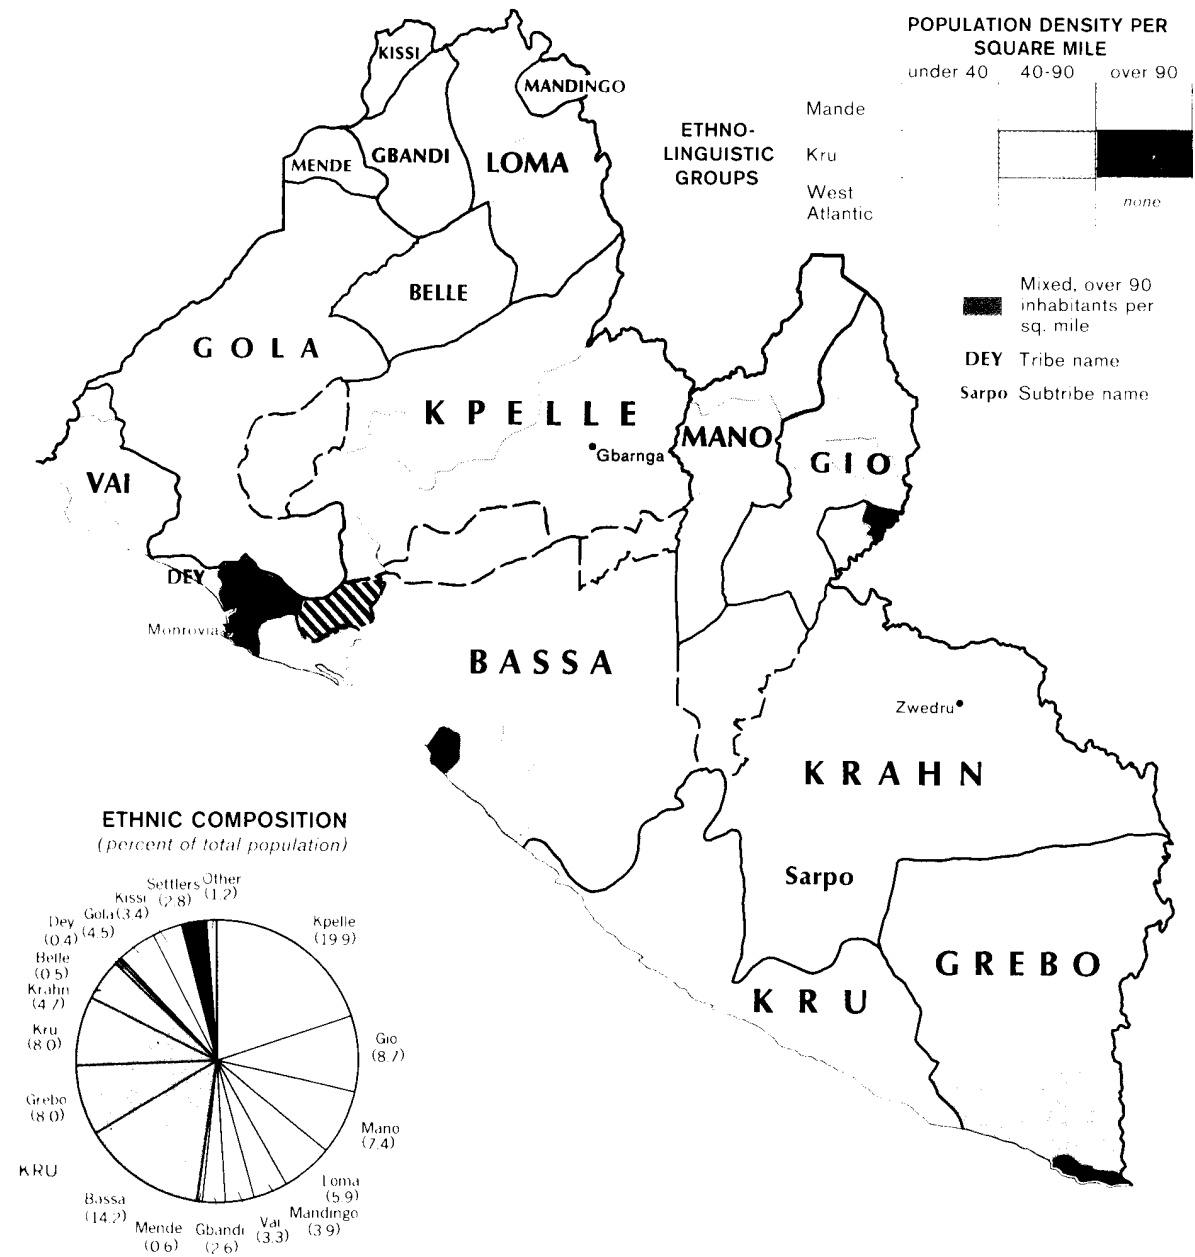 POPULATION DENSITY PER
SQUARE MILE
under 40 40-90 over 90
ETHNO-
LINGUISTIC
GROUPS
Mande
Kru
West
Atlantic
none
Mixed, over 90
inhabitants per
sq. mile
DEY Tribe name
Sarpo Subtribe name
KISSI
MANDINGO
MENDE
GBANDI
LOMA
BELLE
GOLA
KPELLE
Gbarnga
MANO
GIO
VAI
DEY
Monrovia
BASSA
Zwedru
KRAHN
Sarpo
GREBO
KRU
ETHNIC COMPOSITION
(percent of total population)
Other
(1.2)
Settlers
(2.8)
Kissi
(3.4)
Gola
(4.5)
Dey
(0.4)
Belle
(0.5)
Krahn
(4.7)
Kru
(8.0)
Grebo
(8.0)
KRU
Bassa
(14.2)
Mende
(0.6)
Gbandi
(2.6)
Vai
(3.3)
Mandingo
(3.9)
Loma
(5.9)
Mano
(7.4)
Gio
(8.7)
Kpelle
(19.9)